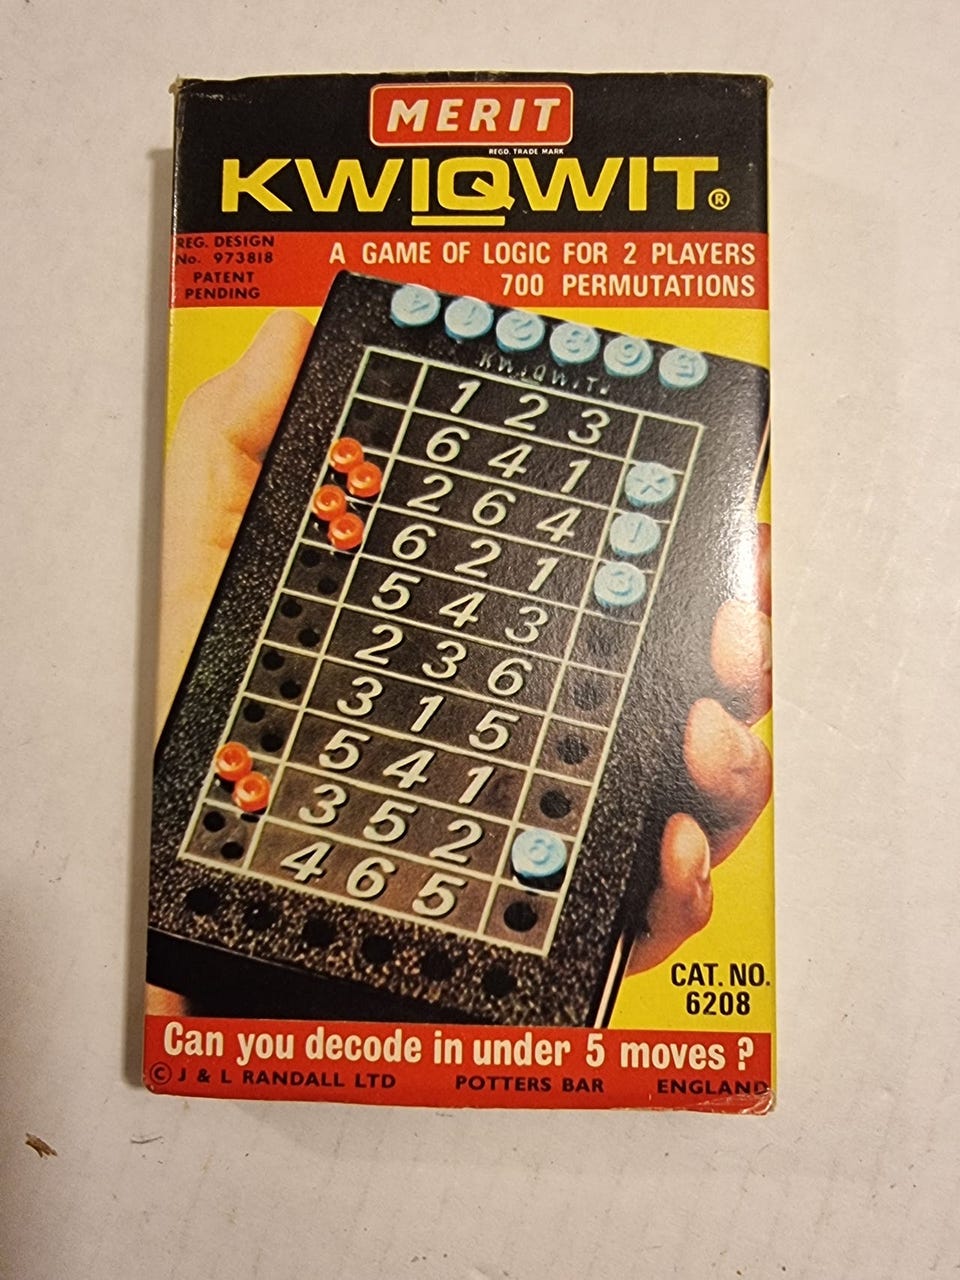 MERIT
REGD. TRADE MARK
KWIQWIT®
REG. DESIGN
No. 973818
PATENT
PENDING
A GAME OF LOGIC FOR 2 PLAYERS
700 PERMUTATIONS
KWIQWIT.
1 2 3
6 4 1
2 6 4
6 2 1
5 4 3
2 3 6
3 1 5
5 4 1
3 5 2
4 6 5
CAT. NO.
6208
Can you decode in under 5 moves ?
© J & L RANDALL LTD POTTERS BAR ENGLAND